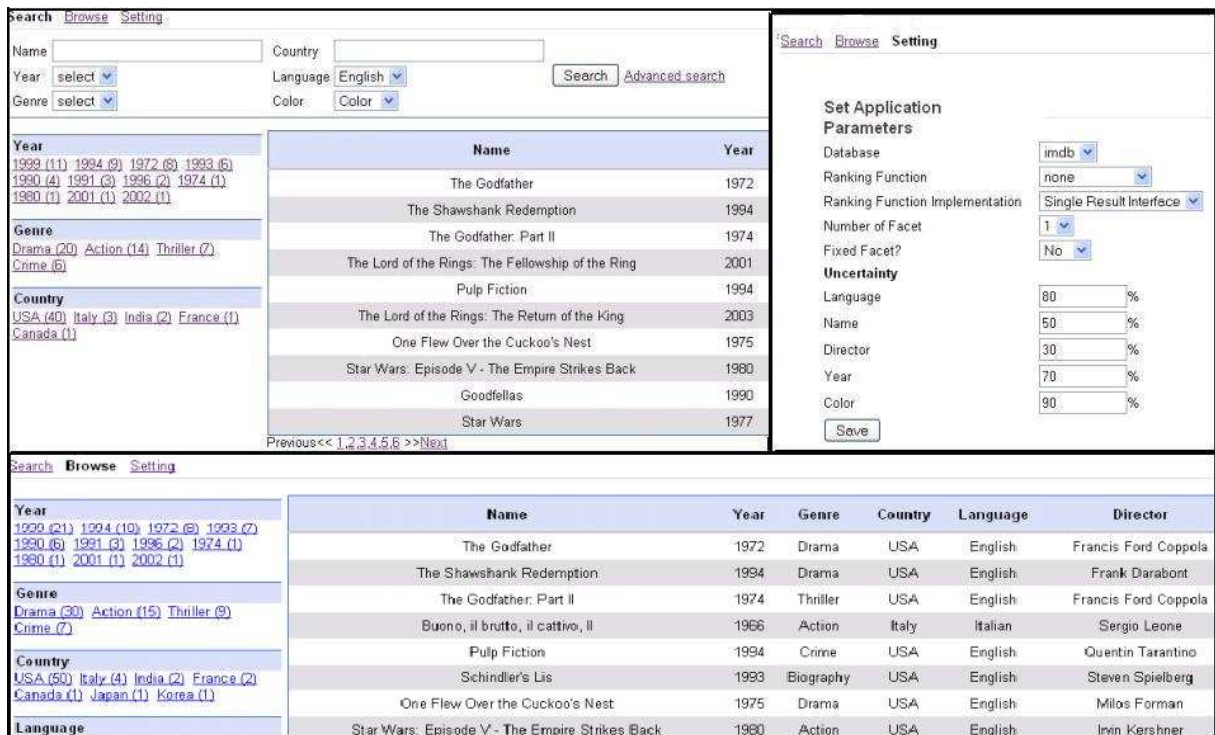 Search Browse Setting
Name Country
Year select Language English Search Advanced search
Genre select Color Color
Year
1999 (11) 1994 (9) 1972 (8) 1993 (6)
1990 (4) 1991 (3) 1996 (2) 1974 (1)
1980 (1) 2001 (1) 2002 (1)
Genre
Drama (20) Action (14) Thriller (7)
Crime (6)
Country
USA (40) Italy (3) India (2) France (1)
Canada (1)
Name Year
The Godfather 1972
The Shawshank Redemption 1994
The Godfather: Part II 1974
The Lord of the Rings: The Fellowship of the Ring 2001
Pulp Fiction 1994
The Lord of the Rings: The Return of the King 2003
One Flew Over the Cuckoo's Nest 1975
Star Wars: Episode V - The Empire Strikes Back 1980
Goodfellas 1990
Star Wars 1977
Previous<< 1,2,3,4,5,6 >>Next
Search Browse Setting
Set Application
Parameters
Database imdb
Ranking Function none
Ranking Function Implementation Single Result Interface
Number of Facet 1
Fixed Facet? No
Uncertainty
Language 80 %
Name 50 %
Director 30 %
Year 70 %
Color 90 %
Save
Search Browse Setting
Year
1999 (21) 1994 (10) 1972 (8) 1993 (7)
1990 (6) 1991 (3) 1996 (2) 1974 (1)
1980 (1) 2001 (1) 2002 (1)
Genre
Drama (30) Action (15) Thriller (9)
Crime (7)
Country
USA (50) Italy (4) India (2) France (2)
Canada (1) Japan (1) Korea (1)
Language
Name Year Genre Country Language Director
The Godfather 1972 Drama USA English Francis Ford Coppola
The Shawshank Redemption 1994 Drama USA English Frank Darabont
The Godfather: Part II 1974 Thriller USA English Francis Ford Coppola
Buono, il brutto, il cattivo, Il 1966 Action Italy Italian Sergio Leone
Pulp Fiction 1994 Crime USA English Quentin Tarantino
Schindler's Lis 1993 Biography USA English Steven Spielberg
One Flew Over the Cuckoo's Nest 1975 Drama USA English Milos Forman
Star Wars: Episode V - The Empire Strikes Back 1980 Action USA English Irvin Kershner